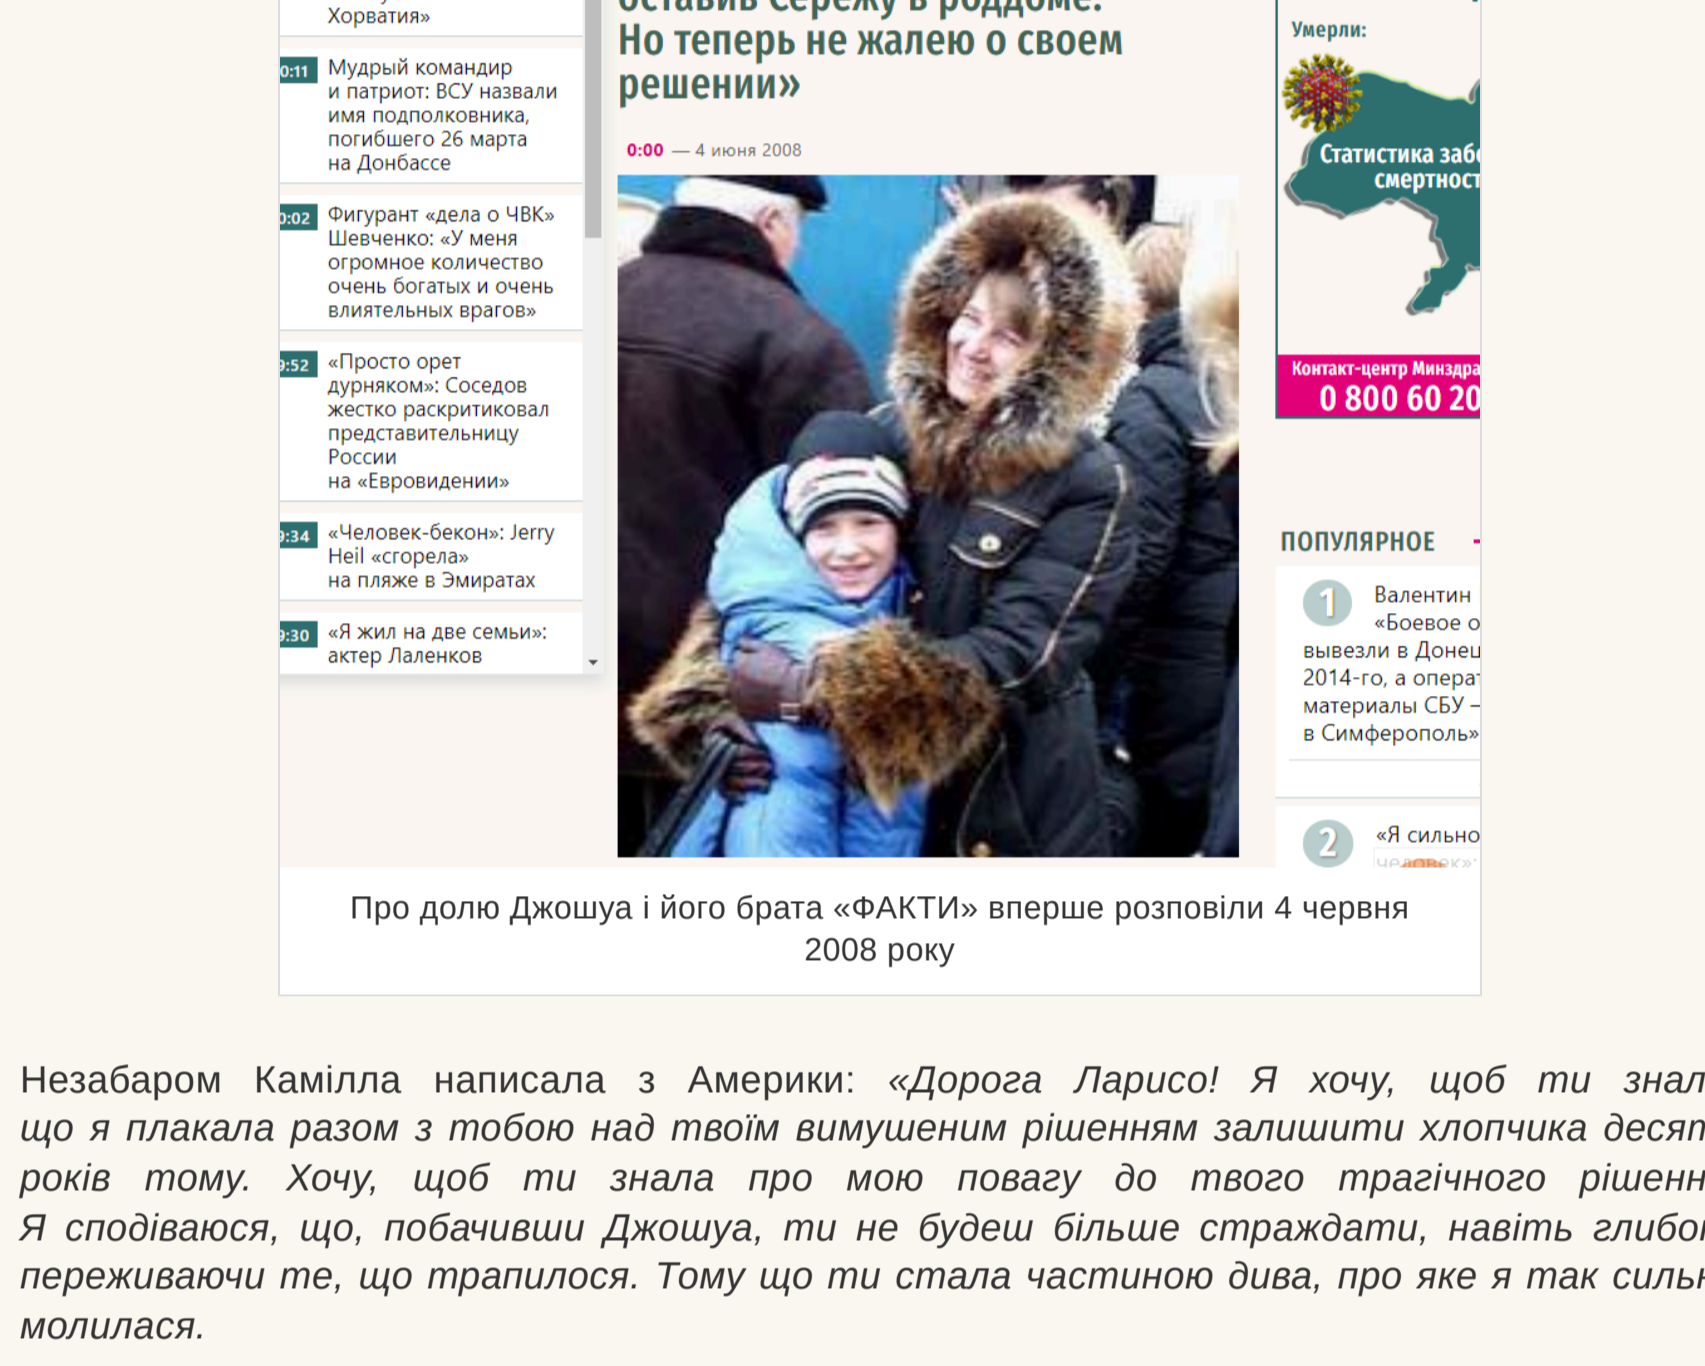 Хорватия»
0:11
Мудрый командир
и патриот: ВСУ назвали
имя подполковника,
погибшего 26 марта
на Донбассе
0:02
Фигурант «дела о ЧВК»
Шевченко: «У меня
огромное количество
очень богатых и очень
влиятельных врагов»
9:52
«Просто орет
дурняком»: Соседов
жестко раскритиковал
представительницу
России
на «Евровидении»
9:34
«Человек-бекон»: Jerry
Heil «сгорела»
на пляже в Эмиратах
9:30
«Я жил на две семьи»:
актер Лаленков
оставив Сережу в роддоме.
Но теперь не жалею о своем
решении»
0:00 — 4 июня 2008
Умерли:
Статистика заб
смертност
Контакт-центр Минздра
0 800 60 20
ПОПУЛЯРНОЕ
1
Валентин
«Боевое о
вывезли в Донец
2014-го, а опера
материалы СБУ –
в Симферополь»
2
«Я сильно
человек»:
Про долю Джошуа і його брата «ФАКТИ» вперше розповіли 4 червня
2008 року
Незабаром Камілла написала з Америки: «Дорога Ларисо! Я хочу, щоб ти знал
що я плакала разом з тобою над твоїм вимушеним рішенням залишити хлопчика десят
років тому. Хочу, щоб ти знала про мою повагу до твого трагічного рішенн
Я сподіваюся, що, побачивши Джошуа, ти не будеш більше страждати, навіть глибо
переживаючи те, що трапилося. Тому що ти стала частиною дива, про яке я так силь
молилася.